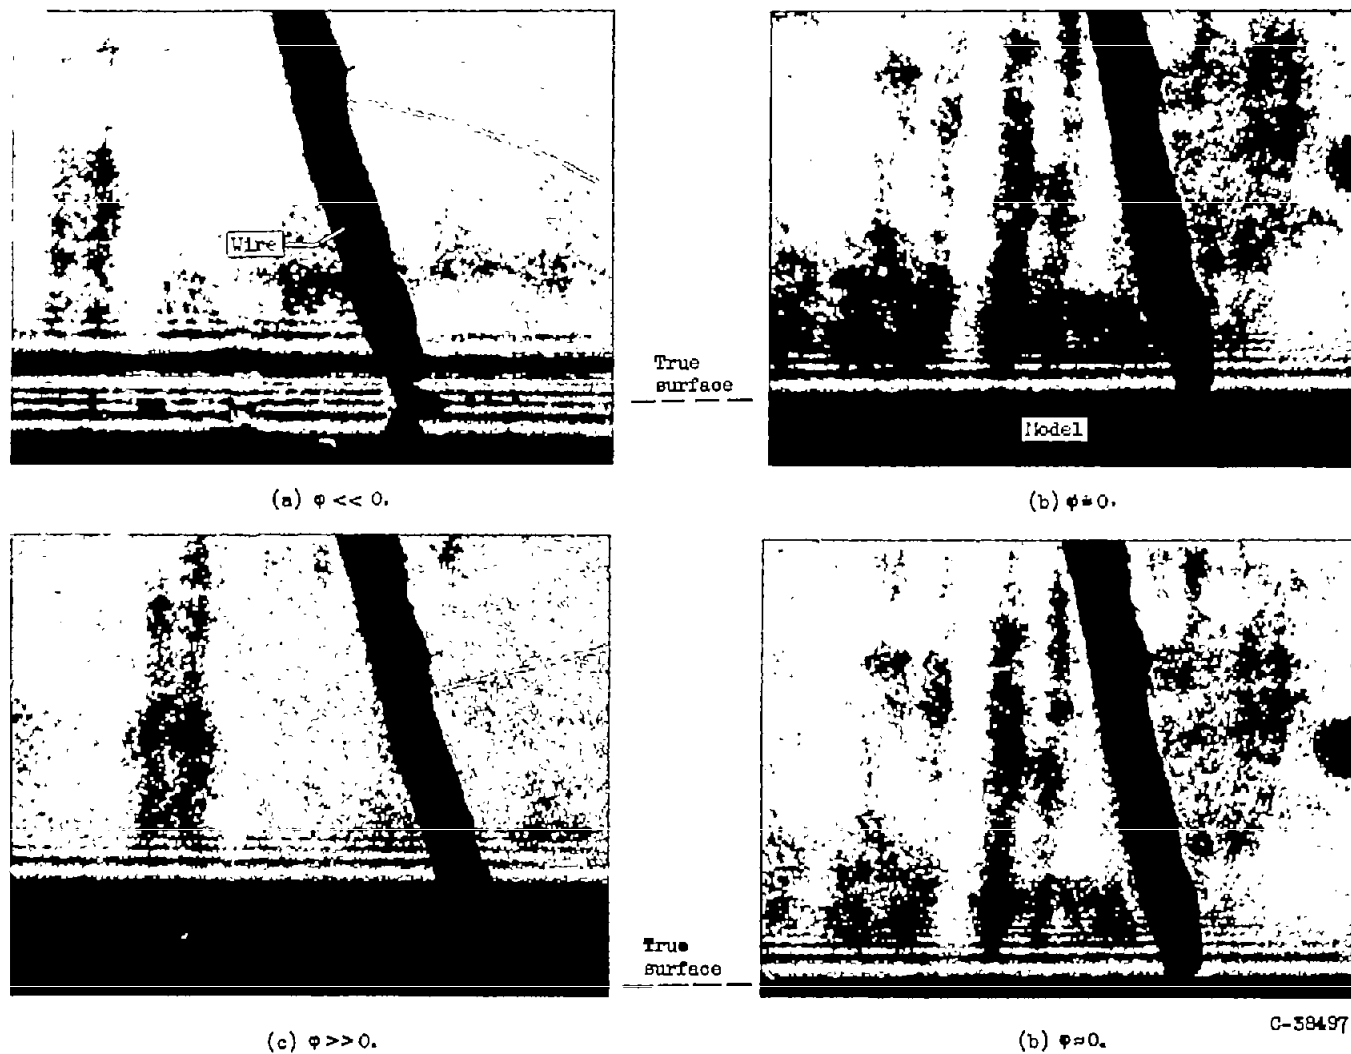 Wire
True
surface
Model
(a) φ << 0.
(b) φ≈0.
True
surface
(c) φ >> 0.
(b) φ≈0.
C-38497